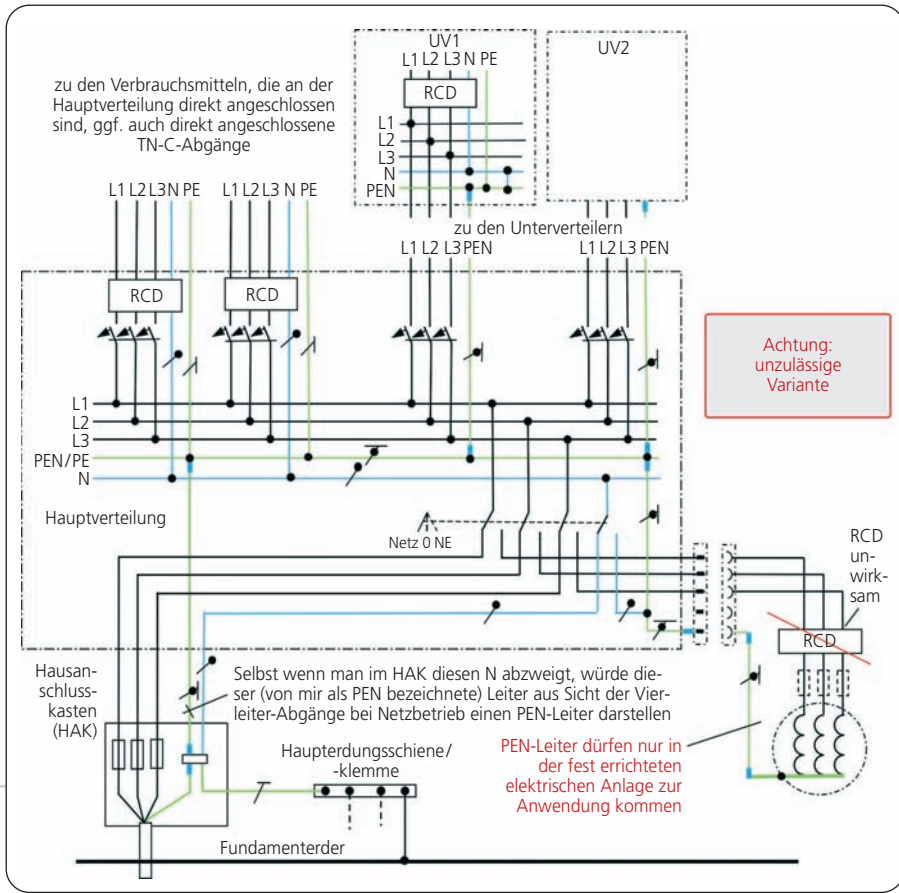 UV1
L1 L2 L3 N PE
RCD
L1
L2
L3
N
PEN
UV2
zu den Verbrauchsmitteln, die an der
Hauptverteilung direkt angeschlossen
sind, ggf. auch direkt angeschlossene
TN-C-Abgänge
L1 L2 L3 N PE
L1 L2 L3 N PE
zu den Unterverteilern
L1 L2 L3 PEN
L1 L2 L3 PEN
RCD
RCD
Achtung:
unzulässige
Variante
L1
L2
L3
PEN/PE
N
Hauptverteilung
Netz 0 NE
RCD
un-
wirk-
sam
RCD
Hausan-
schluss-
kasten
(HAK)
Selbst wenn man im HAK diesen N abzweigt, würde die-
ser (von mir als PEN bezeichnete) Leiter aus Sicht der Vier-
leiter-Abgänge bei Netzbetrieb einen PEN-Leiter darstellen
Haupterdungsschiene/
-klemme
PEN-Leiter dürfen nur in
der fest errichteten
elektrischen Anlage zur
Anwendung kommen
Fundamenterder